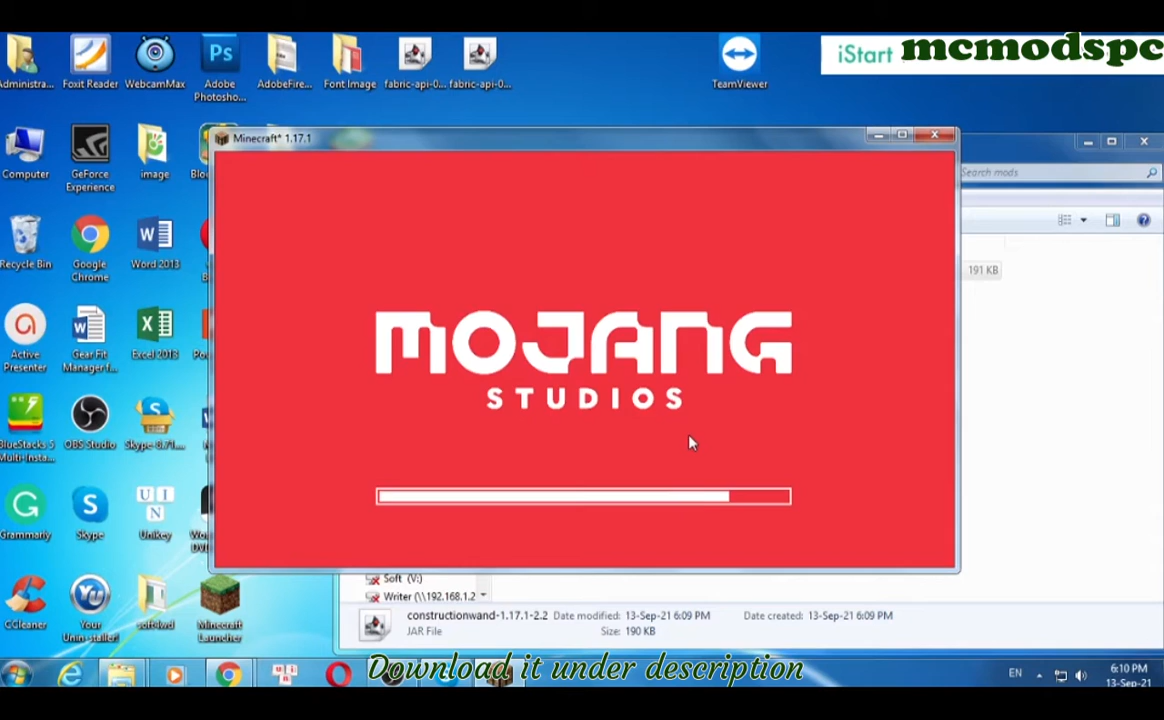 iStart
mcmodspc
Administra...
Foxit Reader
WebcamMax
Adobe
Photosho...
AdobeFire...
Font Image
fabric-api-0...
fabric-api-0...
TeamViewer
Minecraft* 1.17.1
Search mods
Computer
GeForce
Experience
image
191 KB
Recycle Bin
Google
Chrome
Word 2013
MOJANG
STUDIOS
Active
Presenter
Gear Fit
Manager f...
Excel 2013
BlueStacks 5
Multi-Insta...
OBS Studio
Skype-8.71....
Grammarly
Skype
Unikey
CCleaner
Your
Unin-staller!
Minecraft
Launcher
Soft (V:)
Writer (\\192.168.1.2
constructionwand-1.17.1-2.2
Date modified: 13-Sep-21 6:09 PM
Date created: 13-Sep-21 6:09 PM
JAR File
Size: 190 KB
Download it under description
EN
6:10 PM
13-Sep-21